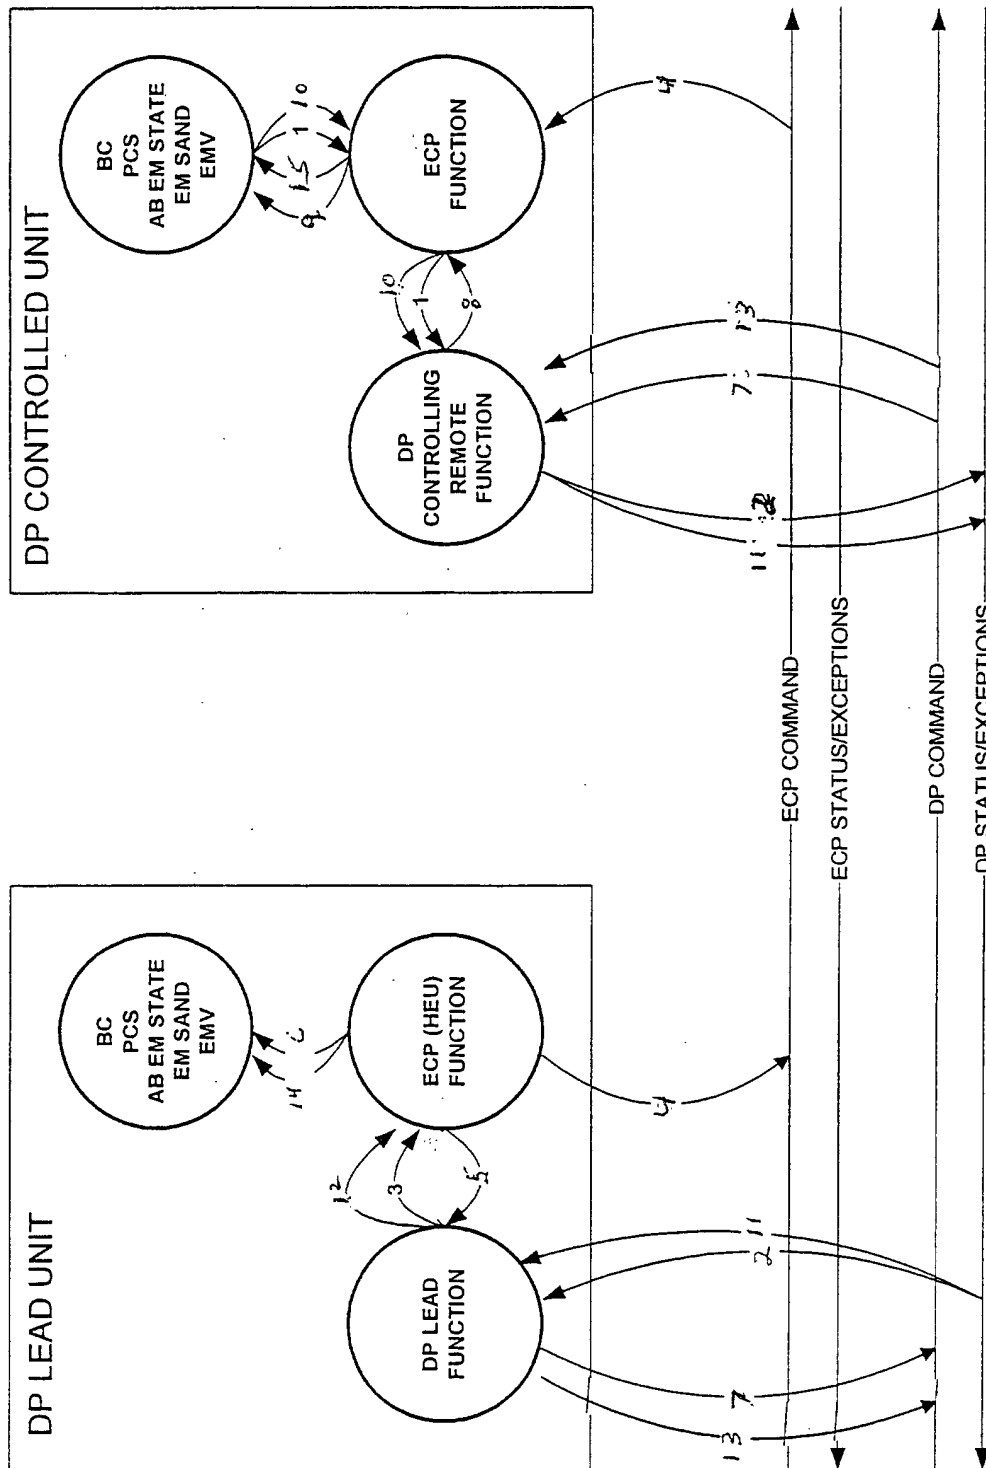 DP LEAD UNIT
DP LEAD
FUNCTION
ECP (HEU)
FUNCTION
BC
PCS
AB EM STATE
EM SAND
EMV
12
3
5
14
4
13
7
2
11
DP CONTROLLED UNIT
DP
CONTROLLING
REMOTE
FUNCTION
ECP
FUNCTION
BC
PCS
AB EM STATE
EM SAND
EMV
10
1
8
9
15
1
10
11
7
13
4
ECP COMMAND
ECP STATUS/EXCEPTIONS
DP COMMAND
DP STATUS/EXCEPTIONS